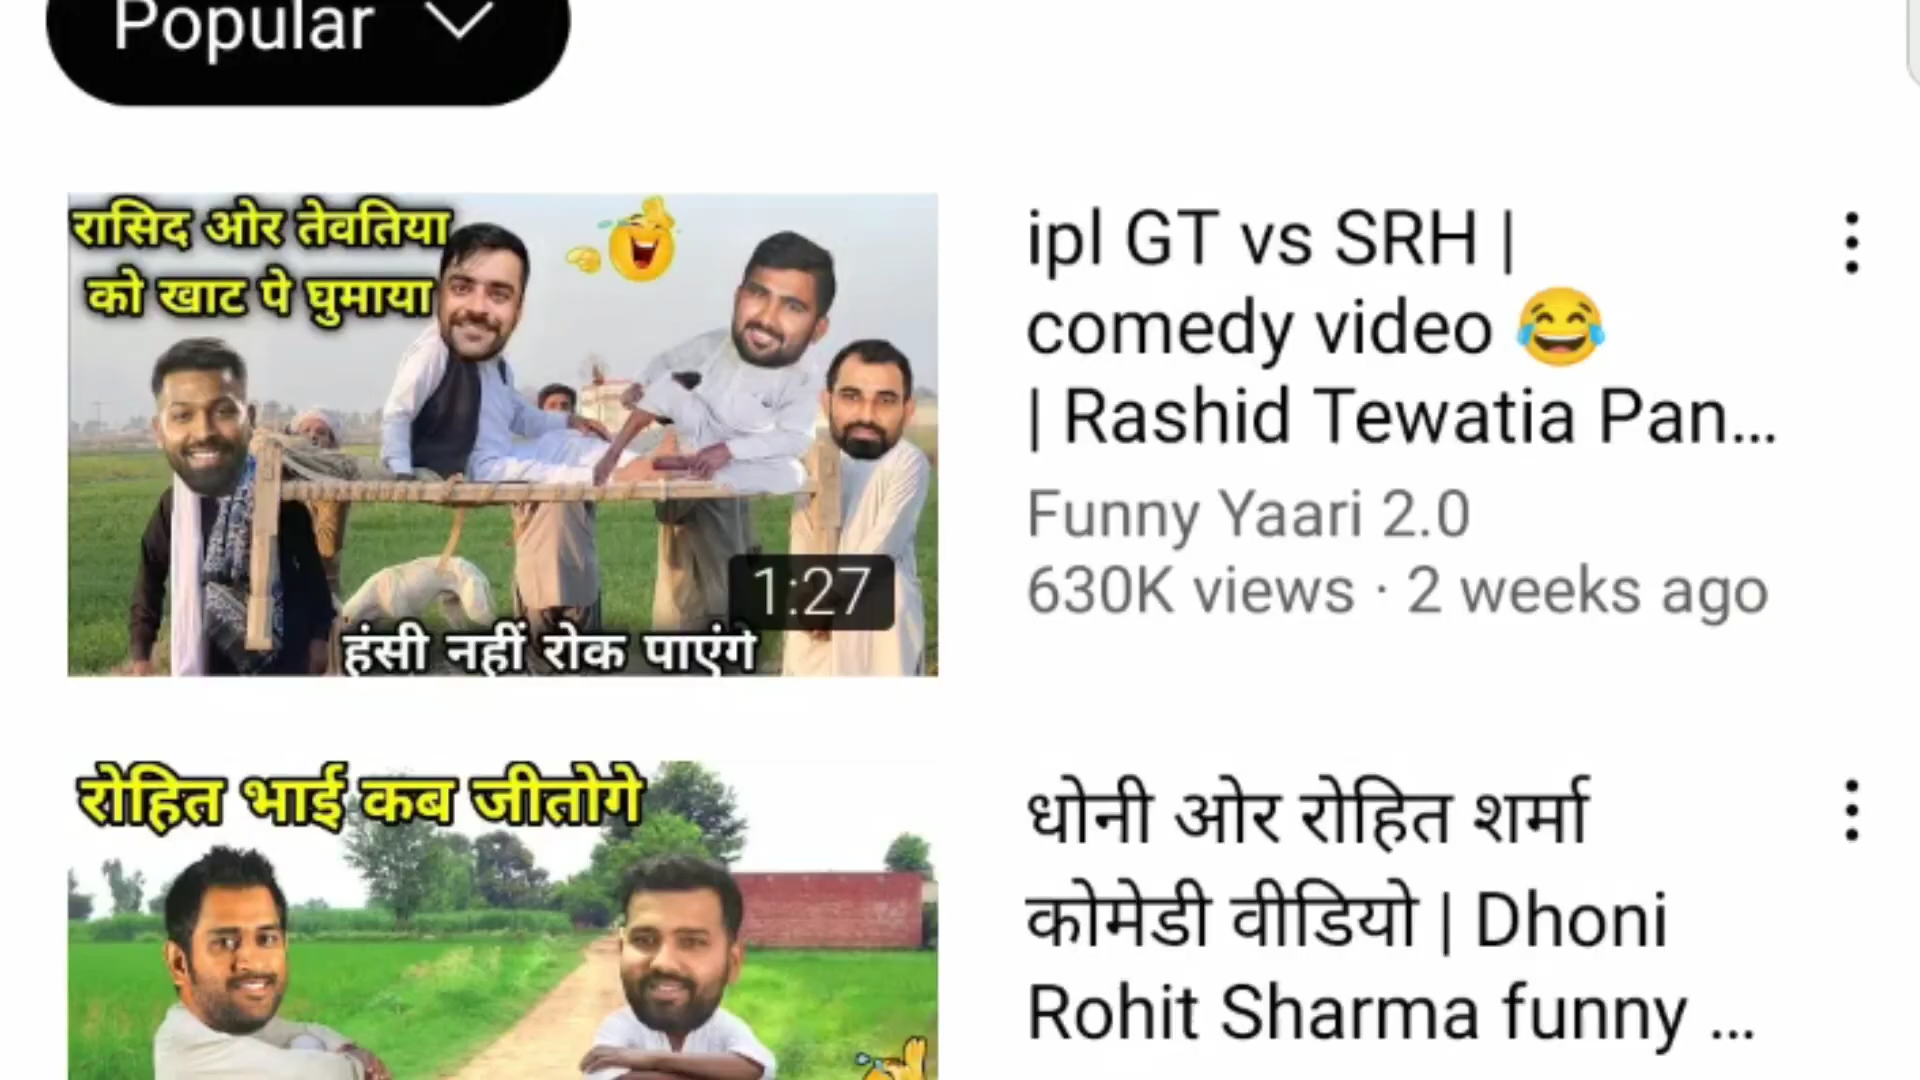 Popular
रासिद ओर तेवतिया
को खाट पे घुमाया
1:27
हंसी नहीं रोक पाएंगे
ipl GT vs SRH |
comedy video 😂
| Rashid Tewatia Pan...
Funny Yaari 2.0
630K views · 2 weeks ago
रोहित भाई कब जीतोगे
धोनी ओर रोहित शर्मा
कोमेडी वीडियो | Dhoni
Rohit Sharma funny ...